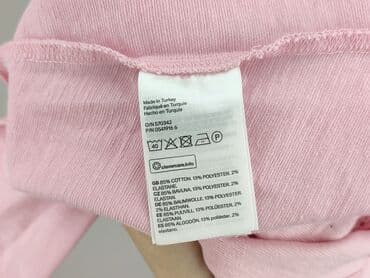 Made in Turkey
Fabriqué en Turquie
Hecho en Turquía
O/N 570342
P/N 0541916 6
40 P
clevercare.info
GB 85% COTTON, 13% POLYESTER, 2%
ELASTANE.
CZ 85% BAVLNA, 13% POLYESTER, 2%
ELASTAN.
DE 85% BAUMWOLLE, 13% POLYESTER,
2% ELASTHAN.
EE 85% PUUVILL, 13% POLÜESTER, 2%
ELASTAAN.
ES 85% ALGODÓN, 13% poliéster, 2%
elastano.